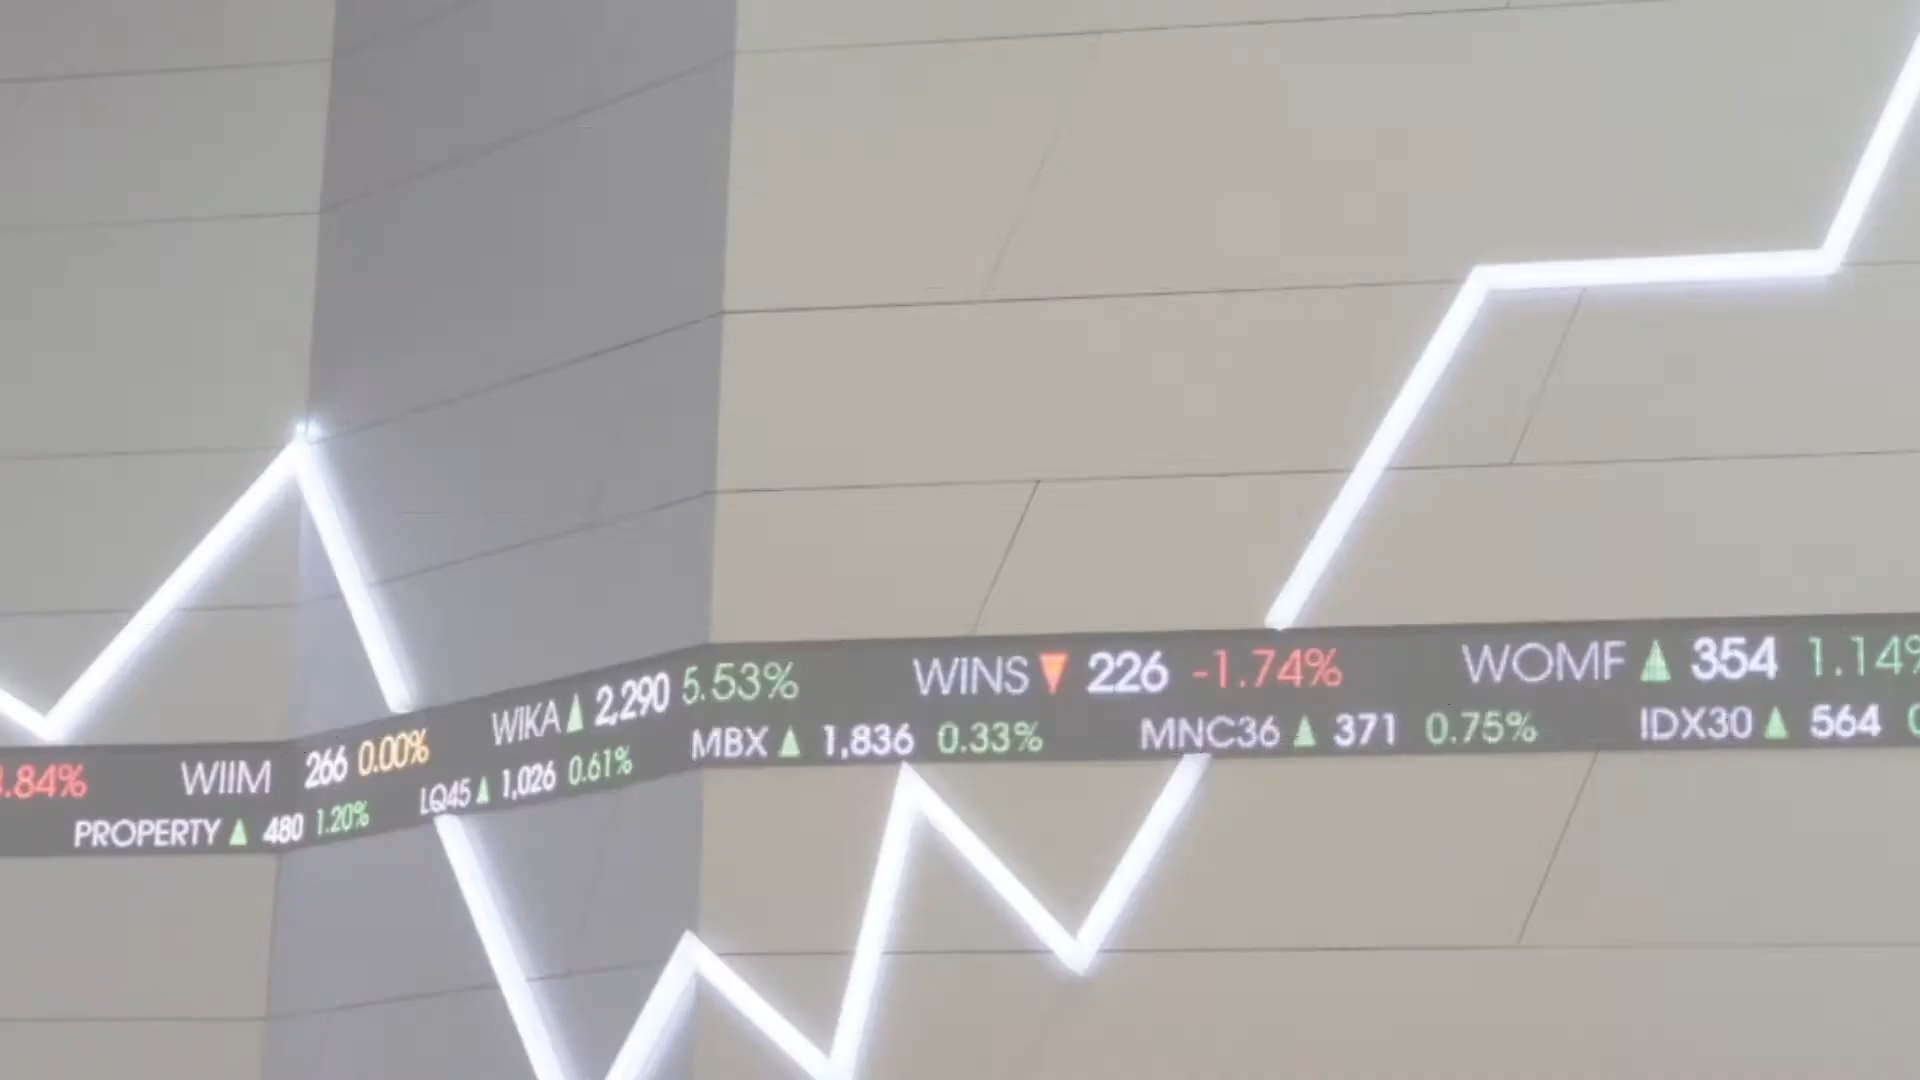 .84% WIIM 266 0.00% WIKA ▲ 2,290 5.53% WINS ▼ 226 -1.74% WOMF ▲ 354 1.14%
PROPERTY ▲ 480 1.20% LQ45 ▲ 1,026 0.61% MBX ▲ 1,836 0.33% MNC36 ▲ 371 0.75% IDX30 ▲ 564